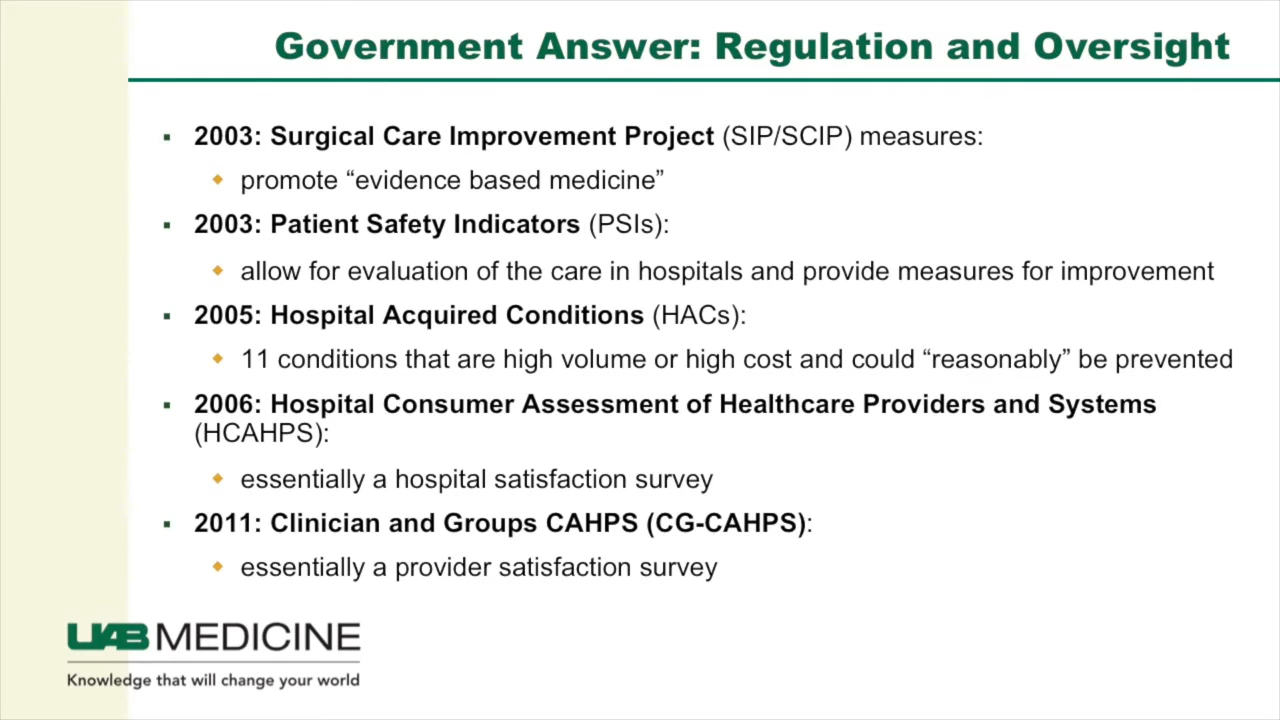 Government Answer: Regulation and Oversight
2003: Surgical Care Improvement Project (SIP/SCIP) measures:
promote “evidence based medicine”
2003: Patient Safety Indicators (PSIs):
allow for evaluation of the care in hospitals and provide measures for improvement
2005: Hospital Acquired Conditions (HACs):
11 conditions that are high volume or high cost and could “reasonably” be prevented
2006: Hospital Consumer Assessment of Healthcare Providers and Systems
(HCAHPS):
essentially a hospital satisfaction survey
2011: Clinician and Groups CAHPS (CG-CAHPS):
essentially a provider satisfaction survey
UAB MEDICINE
Knowledge that will change your world